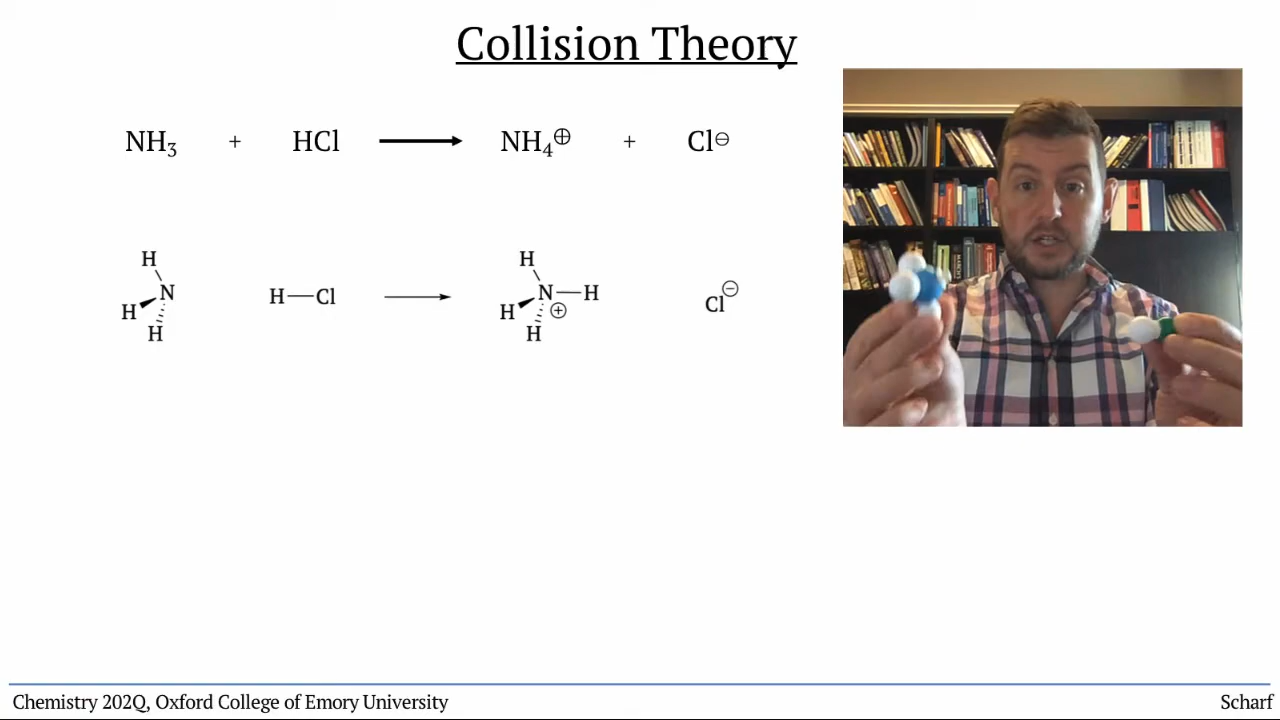 Collision Theory
NH₃ + HCl ⟶ NH₄⊕ + Cl⊖
H H
N H—Cl ⟶ N—H Cl⊖
H H ⊕
H H
Chemistry 202Q, Oxford College of Emory University
Scharf